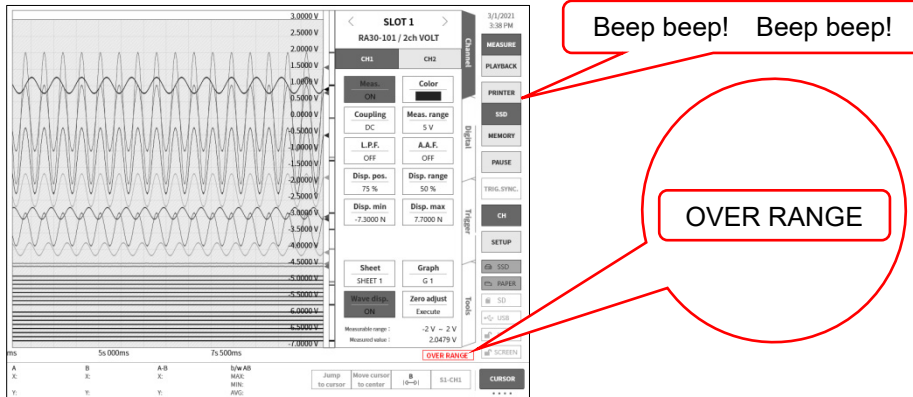 3.0000 V
2.5000 V
2.0000 V
1.5000 V
1.0000 V
0.5000 V
0.0000 V
-0.5000 V
-1.0000 V
-1.5000 V
-2.0000 V
-2.5000 V
-3.0000 V
-3.5000 V
-4.0000 V
-4.5000 V
-5.0000 V
-5.5000 V
-6.0000 V
-6.5000 V
-7.0000 V
ms 5s000ms 7s500ms
< SLOT 1 >
RA30-101 / 2ch VOLT
CH1 CH2
Meas. Color
ON
Coupling Meas. range
DC 5 V
L.P.F. A.A.F.
OFF OFF
Disp. pos. Disp. range
75 % 50 %
Disp. min Disp. max
-7.3000 N 7.7000 N
Sheet Graph
SHEET 1 G 1
Wave disp. Zero adjust
ON Execute
Measurable range : -2 V ~ 2 V
Measured value : 2.0479 V
OVER RANGE
Channel
Digital
Trigger
Tools
3/1/2021
3:38 PM
MEASURE
PLAYBACK
PRINTER
SSD
MEMORY
PAUSE
TRIG.SYNC.
CH
SETUP
SSD
PAPER
SD
USB
SCREEN
A B A-B b/w AB
X: X: X: MAX:
MIN:
Y: Y: Y: AVG:
Jump
to cursor
Move cursor
to center
B
S1-CH1
CURSOR
Beep beep! Beep beep!
OVER RANGE